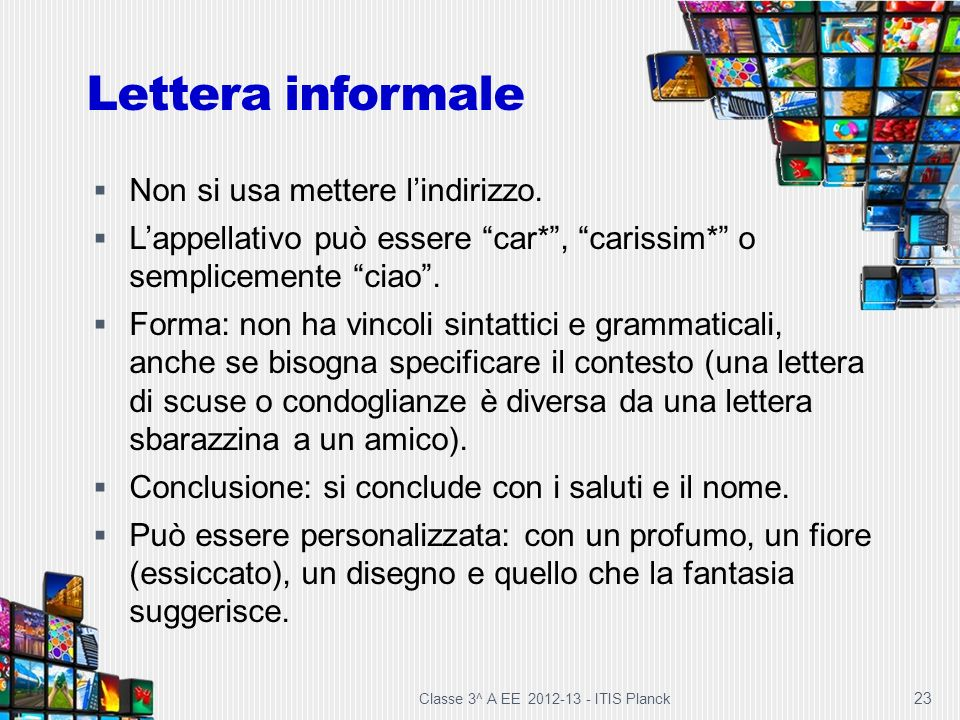 Lettera informale
▪ Non si usa mettere l’indirizzo.
▪ L’appellativo può essere “car*”, “carissim*” o
semplicemente “ciao”.
▪ Forma: non ha vincoli sintattici e grammaticali,
anche se bisogna specificare il contesto (una lettera
di scuse o condoglianze è diversa da una lettera
sbarazzina a un amico).
▪ Conclusione: si conclude con i saluti e il nome.
▪ Può essere personalizzata: con un profumo, un fiore
(essiccato), un disegno e quello che la fantasia
suggerisce.
Classe 3^ A EE 2012-13 - ITIS Planck
23